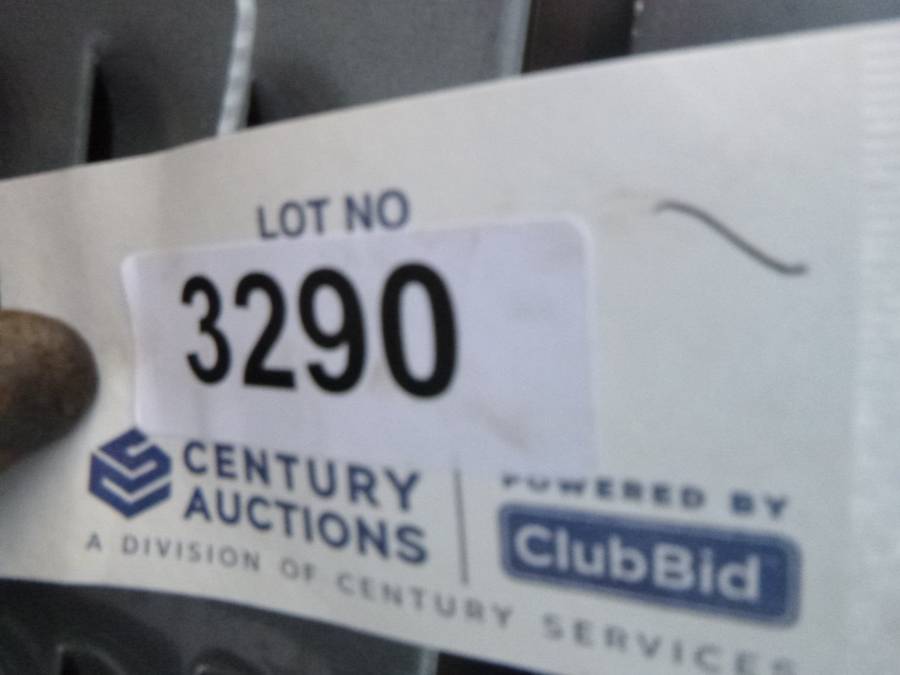 LOT NO
3290
CENTURY
AUCTIONS
A DIVISION OF CENTURY SERVICES
POWERED BY
ClubBid